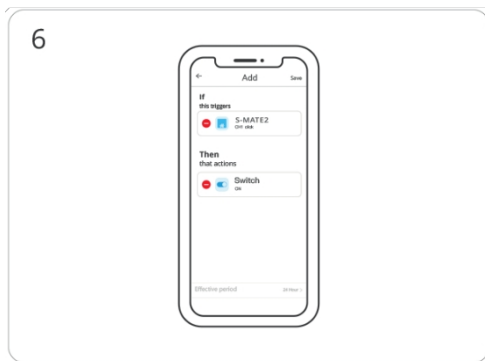 6
← Add Save
If
this triggers
S-MATE2
Then
that actions
Switch
ON
Effective period